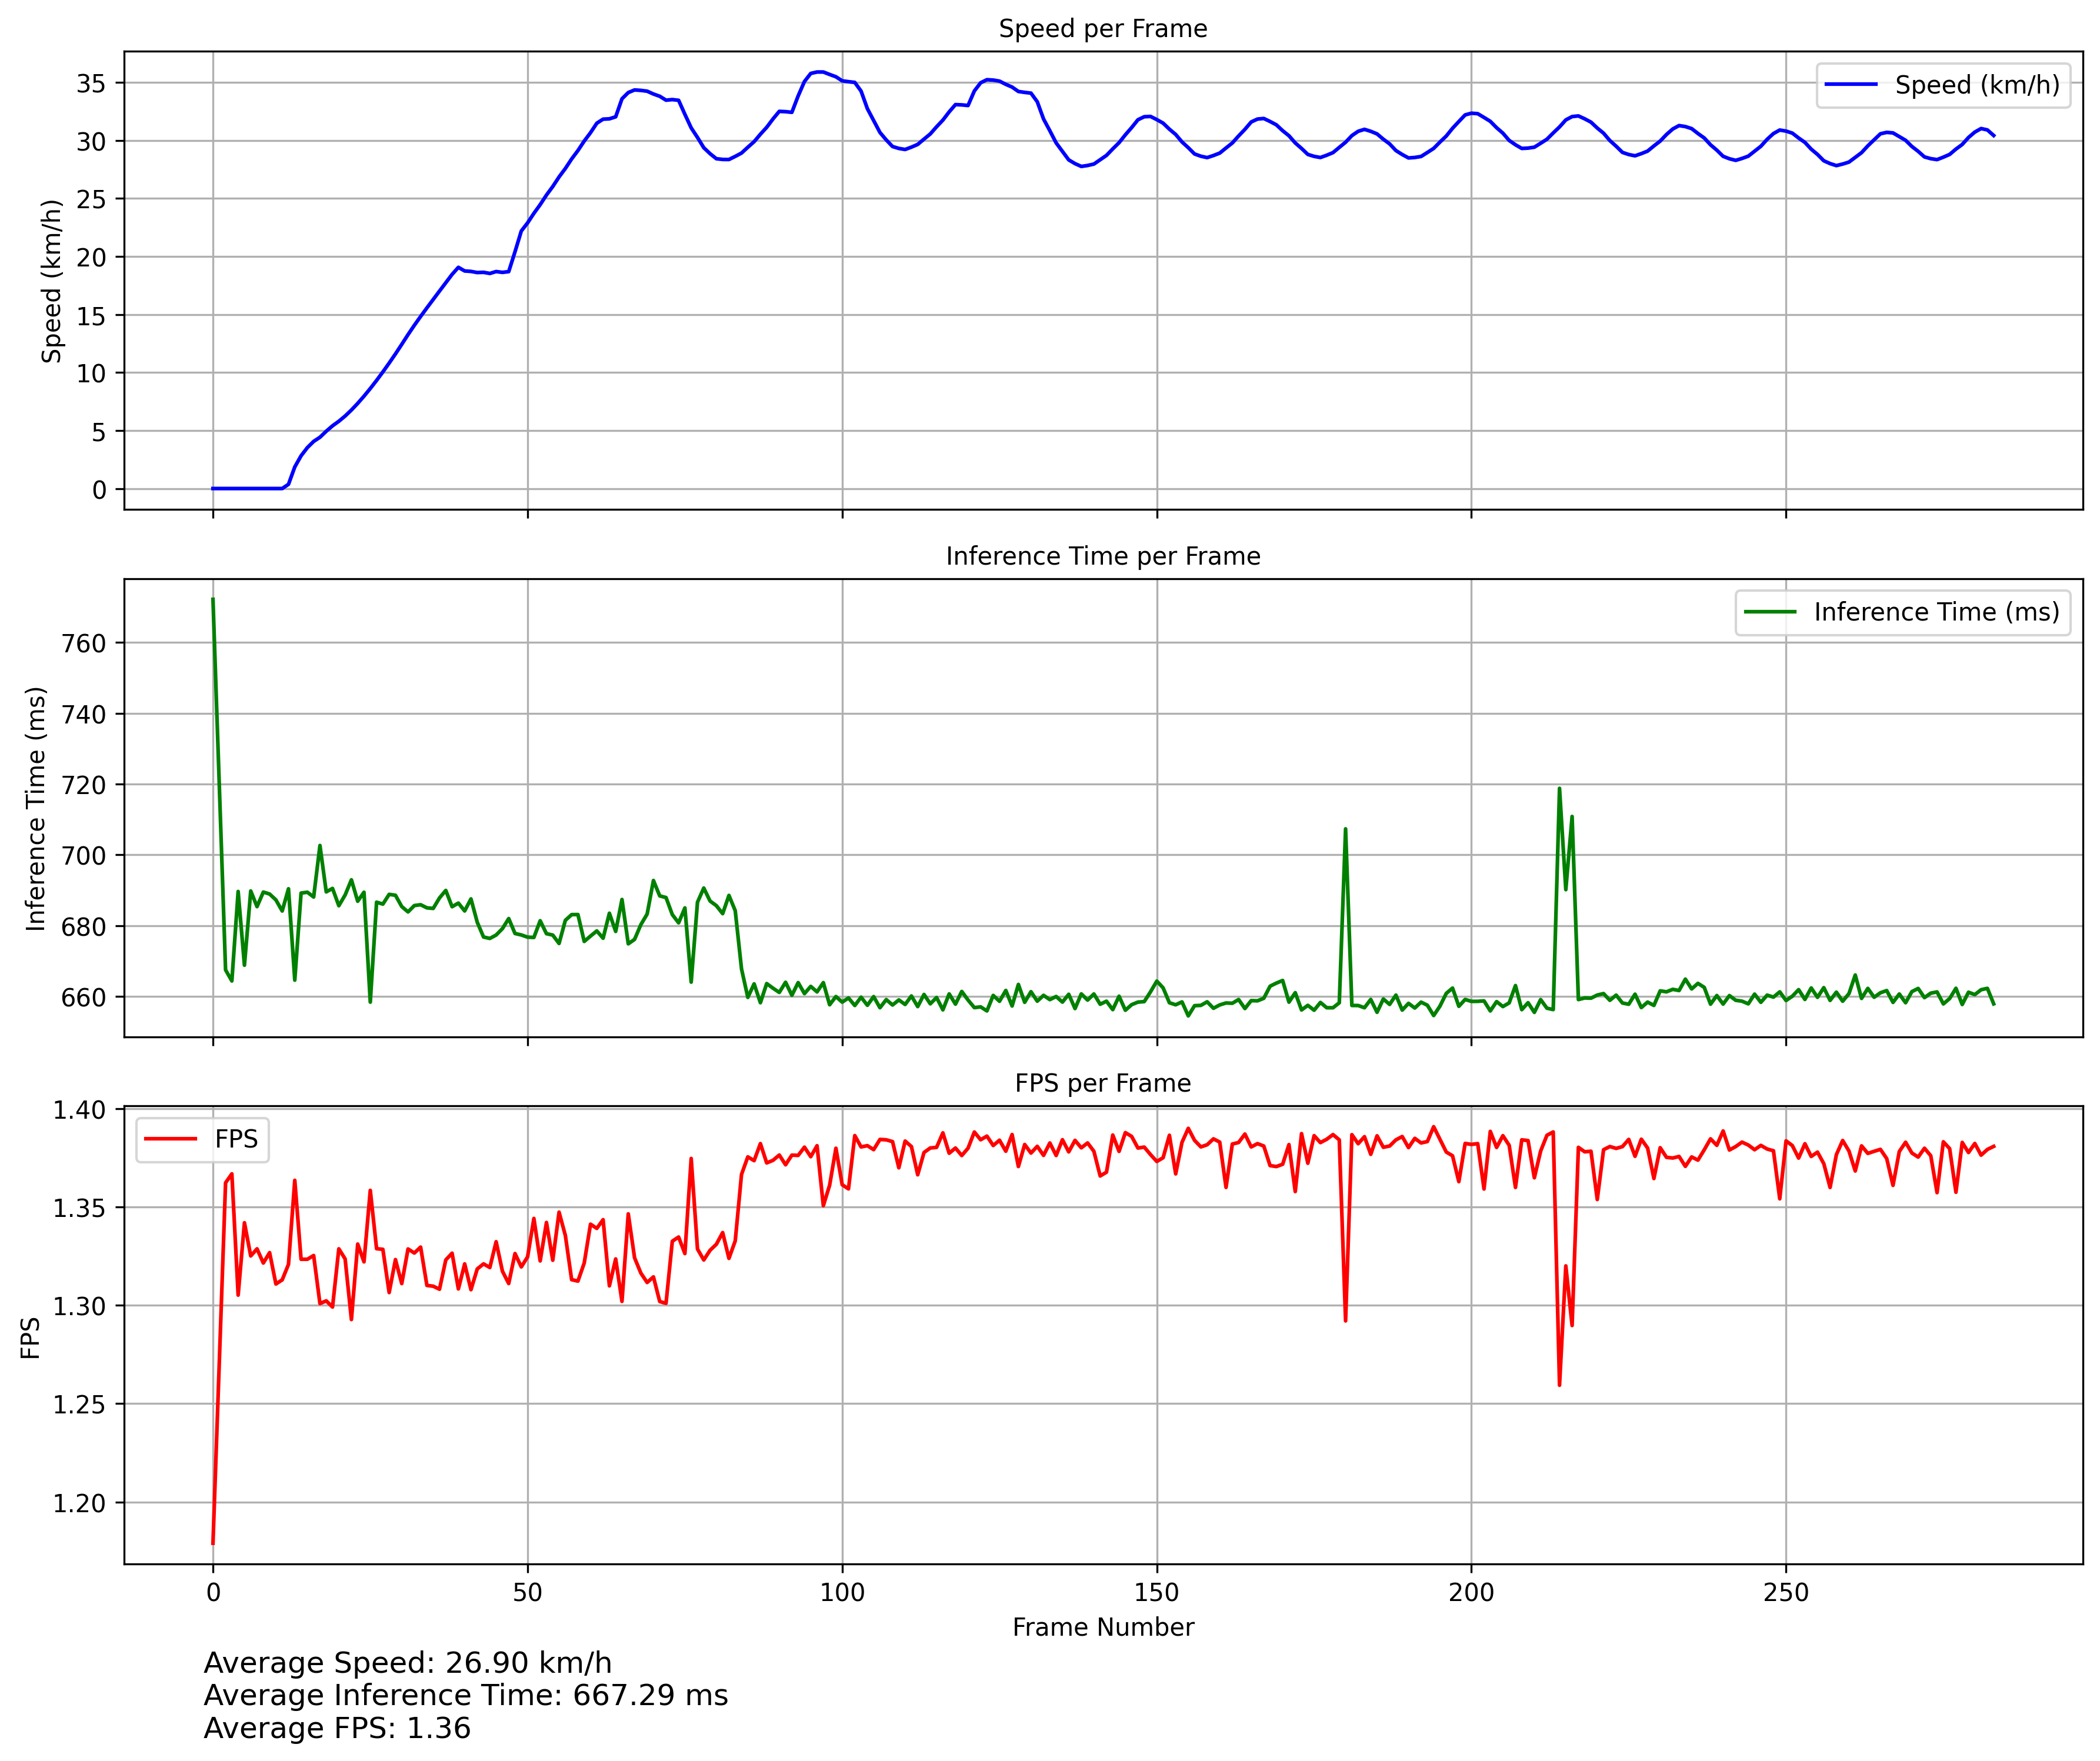 Speed per Frame
Speed (km/h)
35
30
25
20
15
10
5
0
Speed (km/h)
Inference Time per Frame
Inference Time (ms)
760
740
720
700
680
660
Inference Time (ms)
FPS per Frame
FPS
1.40
1.35
1.30
1.25
1.20
FPS
0 50 100 150 200 250
Frame Number
Average Speed: 26.90 km/h
Average Inference Time: 667.29 ms
Average FPS: 1.36